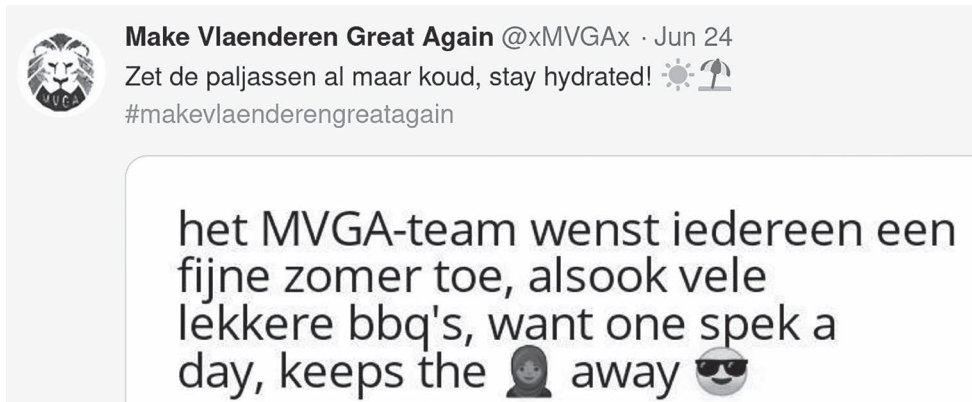 Make Vlaenderen Great Again @xMVGAx · Jun 24
Zet de paljassen al maar koud, stay hydrated! ☀️⛱️
#makevlaenderengreatagain
MVGA
het MVGA-team wenst iedereen een
fijne zomer toe, alsook vele
lekkere bbq's, want one spek a
day, keeps the 🧕 away 😎